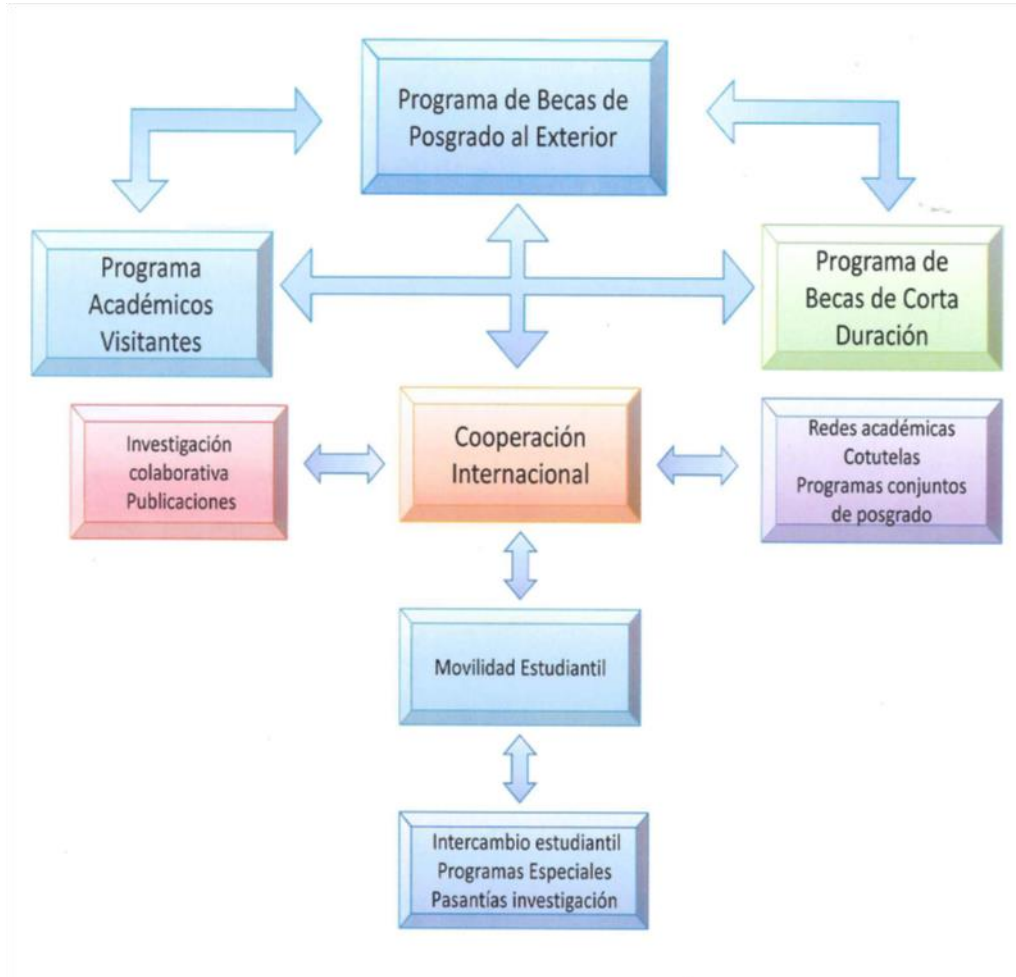 Programa de Becas de
Posgrado al Exterior
Programa
Académicos
Visitantes
Programa de
Becas de Corta
Duración
Investigación
colaborativa
Publicaciones
Cooperación
Internacional
Redes académicas
Cotutelas
Programas conjuntos
de posgrado
Movilidad Estudiantil
Intercambio estudiantil
Programas Especiales
Pasantías investigación